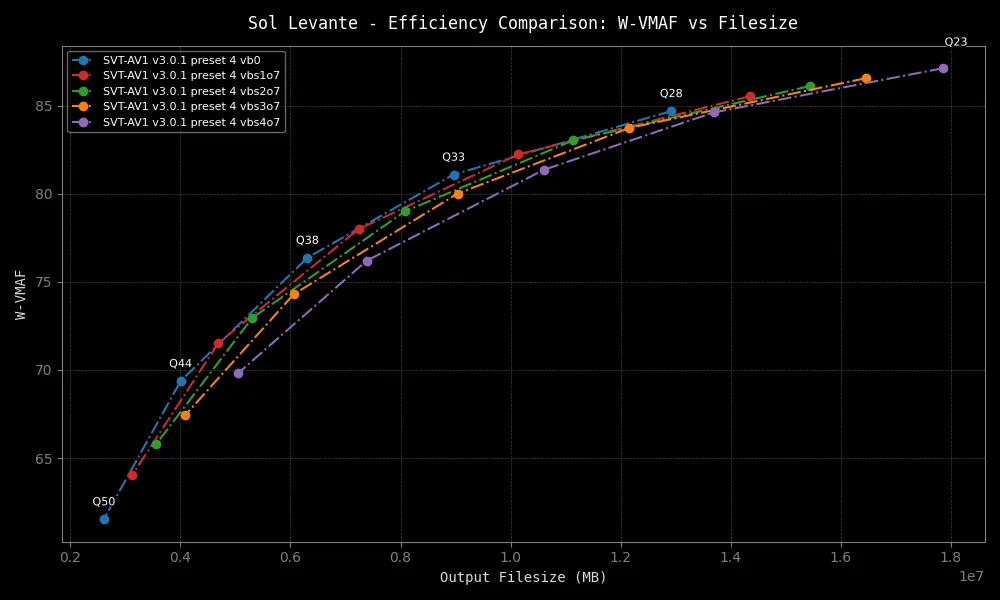 Sol Levante - Efficiency Comparison: W-VMAF vs Filesize
SVT-AV1 v3.0.1 preset 4 vb0
SVT-AV1 v3.0.1 preset 4 vbs1o7
SVT-AV1 v3.0.1 preset 4 vbs2o7
SVT-AV1 v3.0.1 preset 4 vbs3o7
SVT-AV1 v3.0.1 preset 4 vbs4o7
Q23
Q28
Q33
Q38
Q44
Q50
W-VMAF
85
80
75
70
65
0.2 0.4 0.6 0.8 1.0 1.2 1.4 1.6 1.8
1e7
Output Filesize (MB)